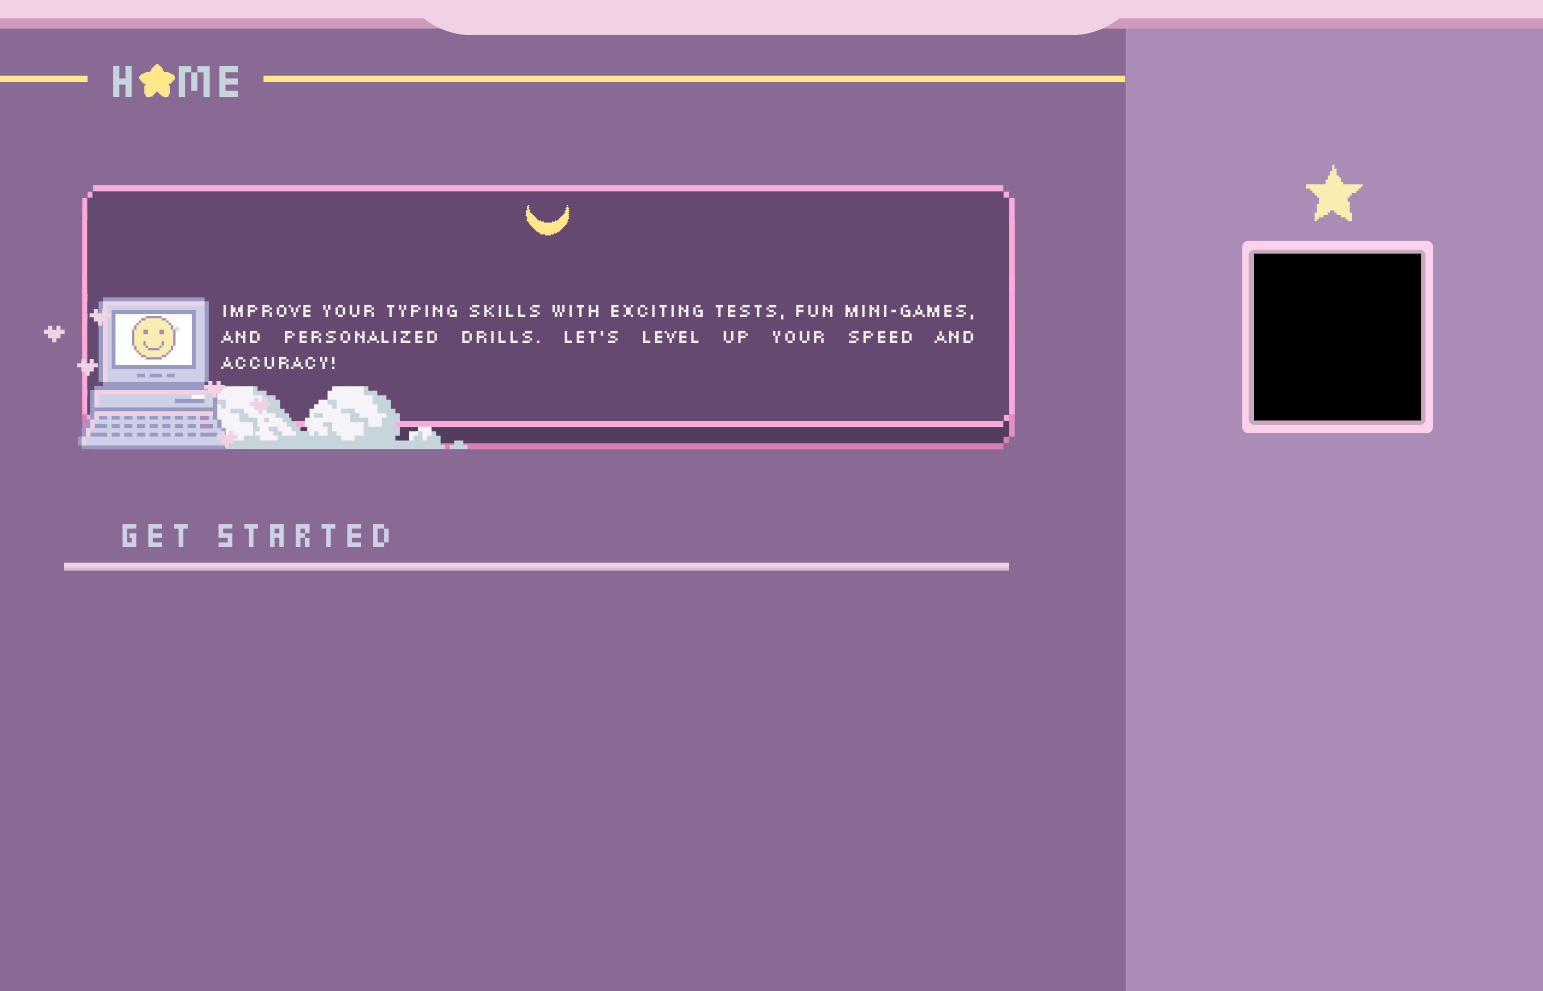 HOME
IMPROVE YOUR TYPING SKILLS WITH EXCITING TESTS, FUN MINI-GAMES,
AND PERSONALIZED DRILLS. LET'S LEVEL UP YOUR SPEED AND
ACCURACY!
GET STARTED